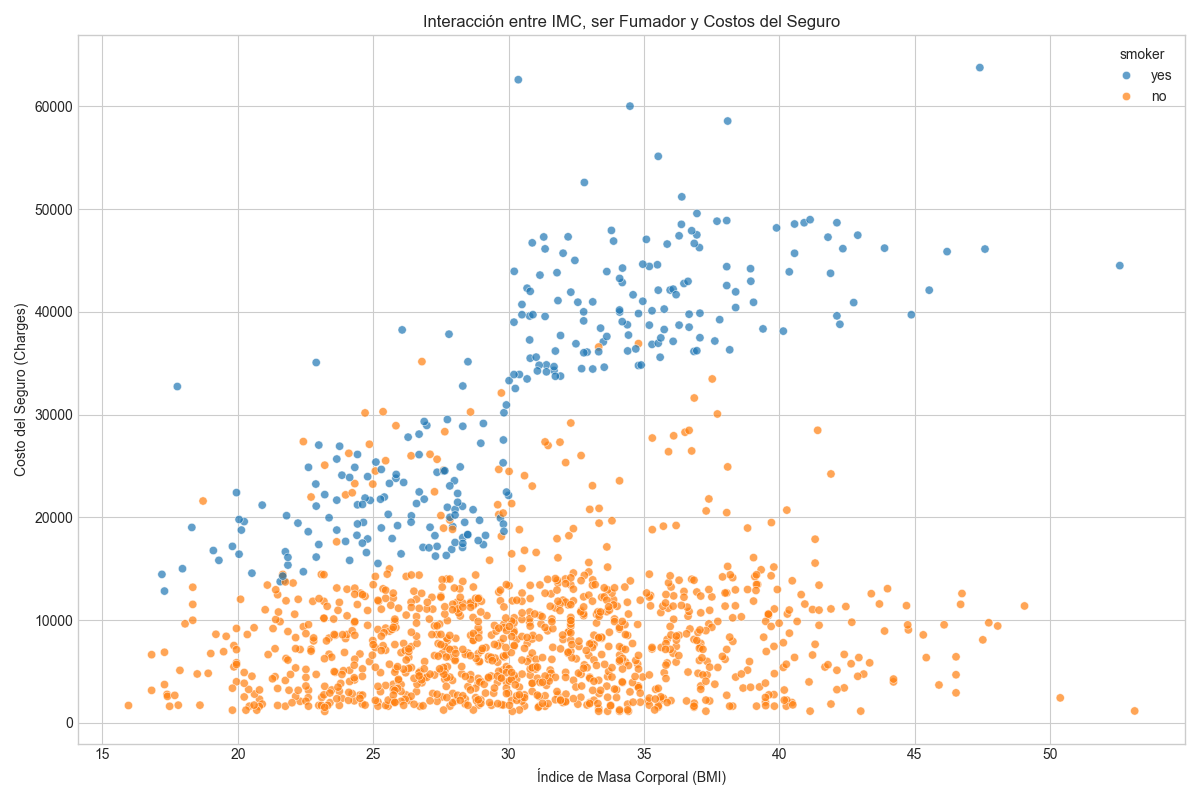 Interacción entre IMC, ser Fumador y Costos del Seguro
smoker
yes
no
Costo del Seguro (Charges)
60000
50000
40000
30000
20000
10000
0
15 20 25 30 35 40 45 50
Índice de Masa Corporal (BMI)